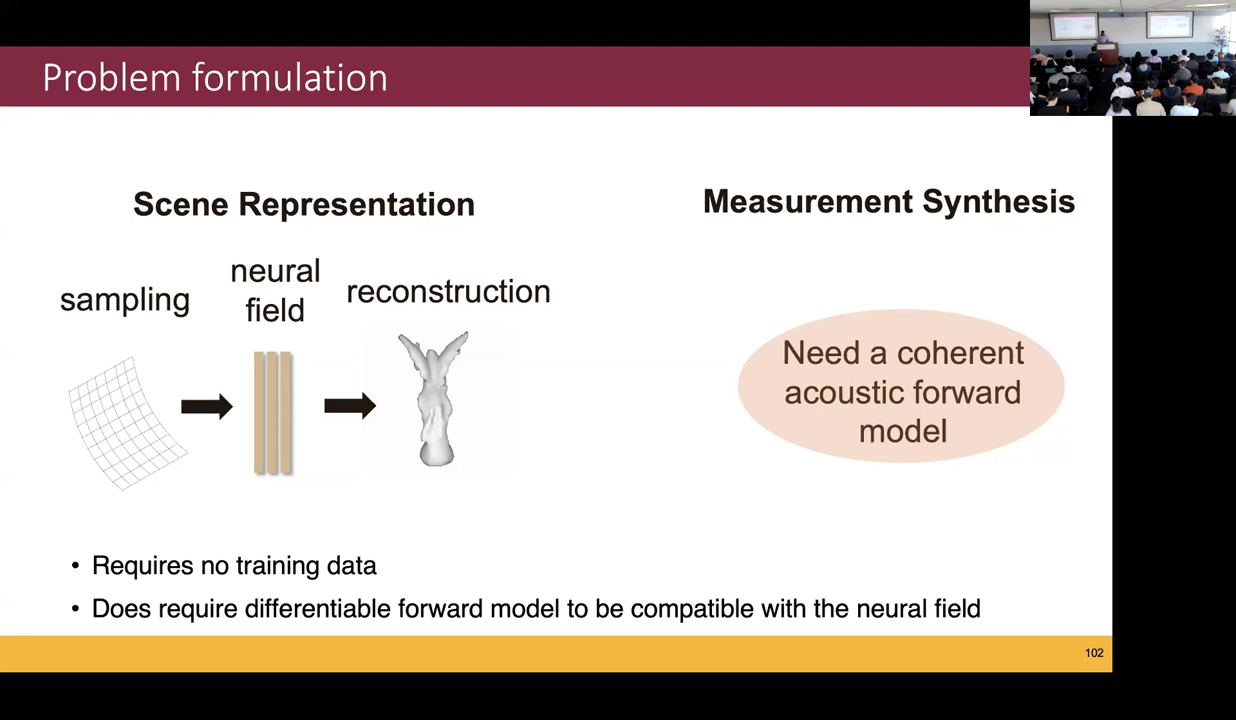 Problem formulation
Scene Representation
Measurement Synthesis
sampling
neural
field
reconstruction
Need a coherent
acoustic forward
model
• Requires no training data
• Does require differentiable forward model to be compatible with the neural field
102